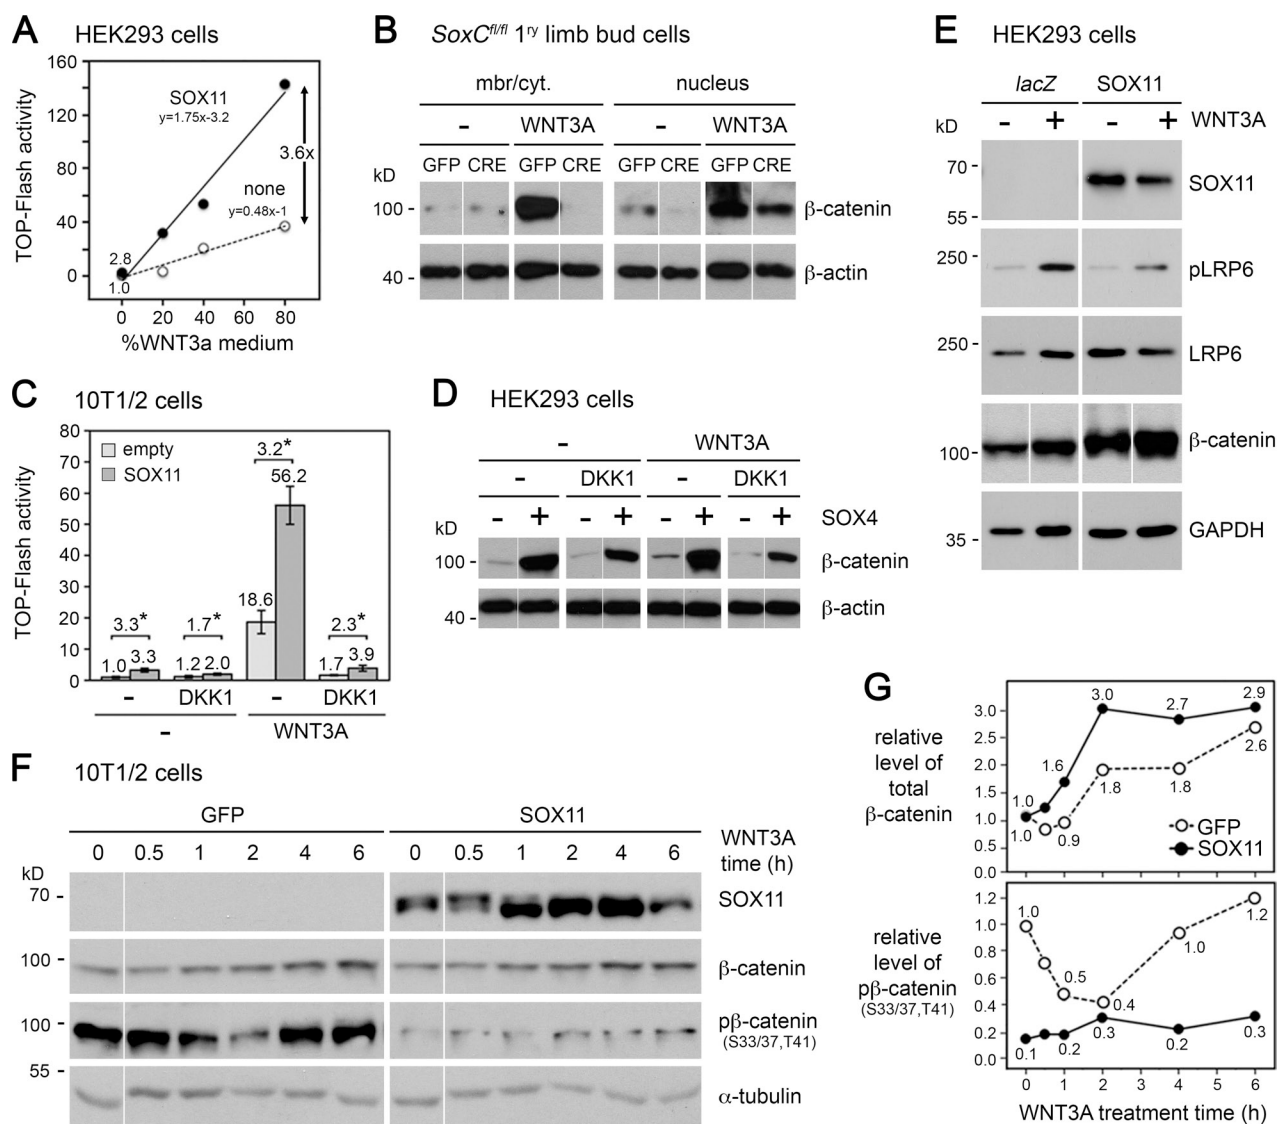 A
HEK293 cells
TOP-Flash activity
160
120
80
40
0
SOX11
y=1.75x-3.2
3.6x
none
y=0.48x-1
2.8
1.0
0 20 40 60 80
%WNT3a medium
B
SoxCfl/fl 1ry limb bud cells
mbr/cyt. nucleus
- WNT3A - WNT3A
GFP CRE GFP CRE GFP CRE GFP CRE
kD
100 - β-catenin
40 - β-actin
C
10T1/2 cells
TOP-Flash activity
80
70
60
50
40
30
20
10
0
empty
SOX11
3.2*
56.2
18.6
3.3* 1.7* 2.3*
1.0 3.3 1.2 2.0 1.7 3.9
- DKK1 - DKK1
- WNT3A
D
HEK293 cells
- WNT3A
- DKK1 - DKK1
- + - + - + - + SOX4
kD
100 - β-catenin
40 - β-actin
E
HEK293 cells
lacZ SOX11
kD - + - + WNT3A
70 - SOX11
55 -
250 - pLRP6
250 - LRP6
100 - β-catenin
35 - GAPDH
F
10T1/2 cells
GFP SOX11
0 0.5 1 2 4 6 0 0.5 1 2 4 6 WNT3A
time (h)
kD
70 - SOX11
100 - β-catenin
100 - pβ-catenin
(S33/37,T41)
55 -
α-tubulin
G
relative
level of
total
β-catenin
3.0
2.5
2.0
1.5
1.0
0.5
0.0
1.0 1.6 3.0 2.7 2.9
1.0 0.9 1.8 1.8 2.6
GFP
SOX11
relative
level of
pβ-catenin
(S33/37,T41)
1.2
1.0
0.8
0.6
0.4
0.2
0.0
1.0 0.5 0.4 1.0 1.2
0.1 0.2 0.3 0.2 0.3
0 1 2 3 4 5 6
WNT3A treatment time (h)